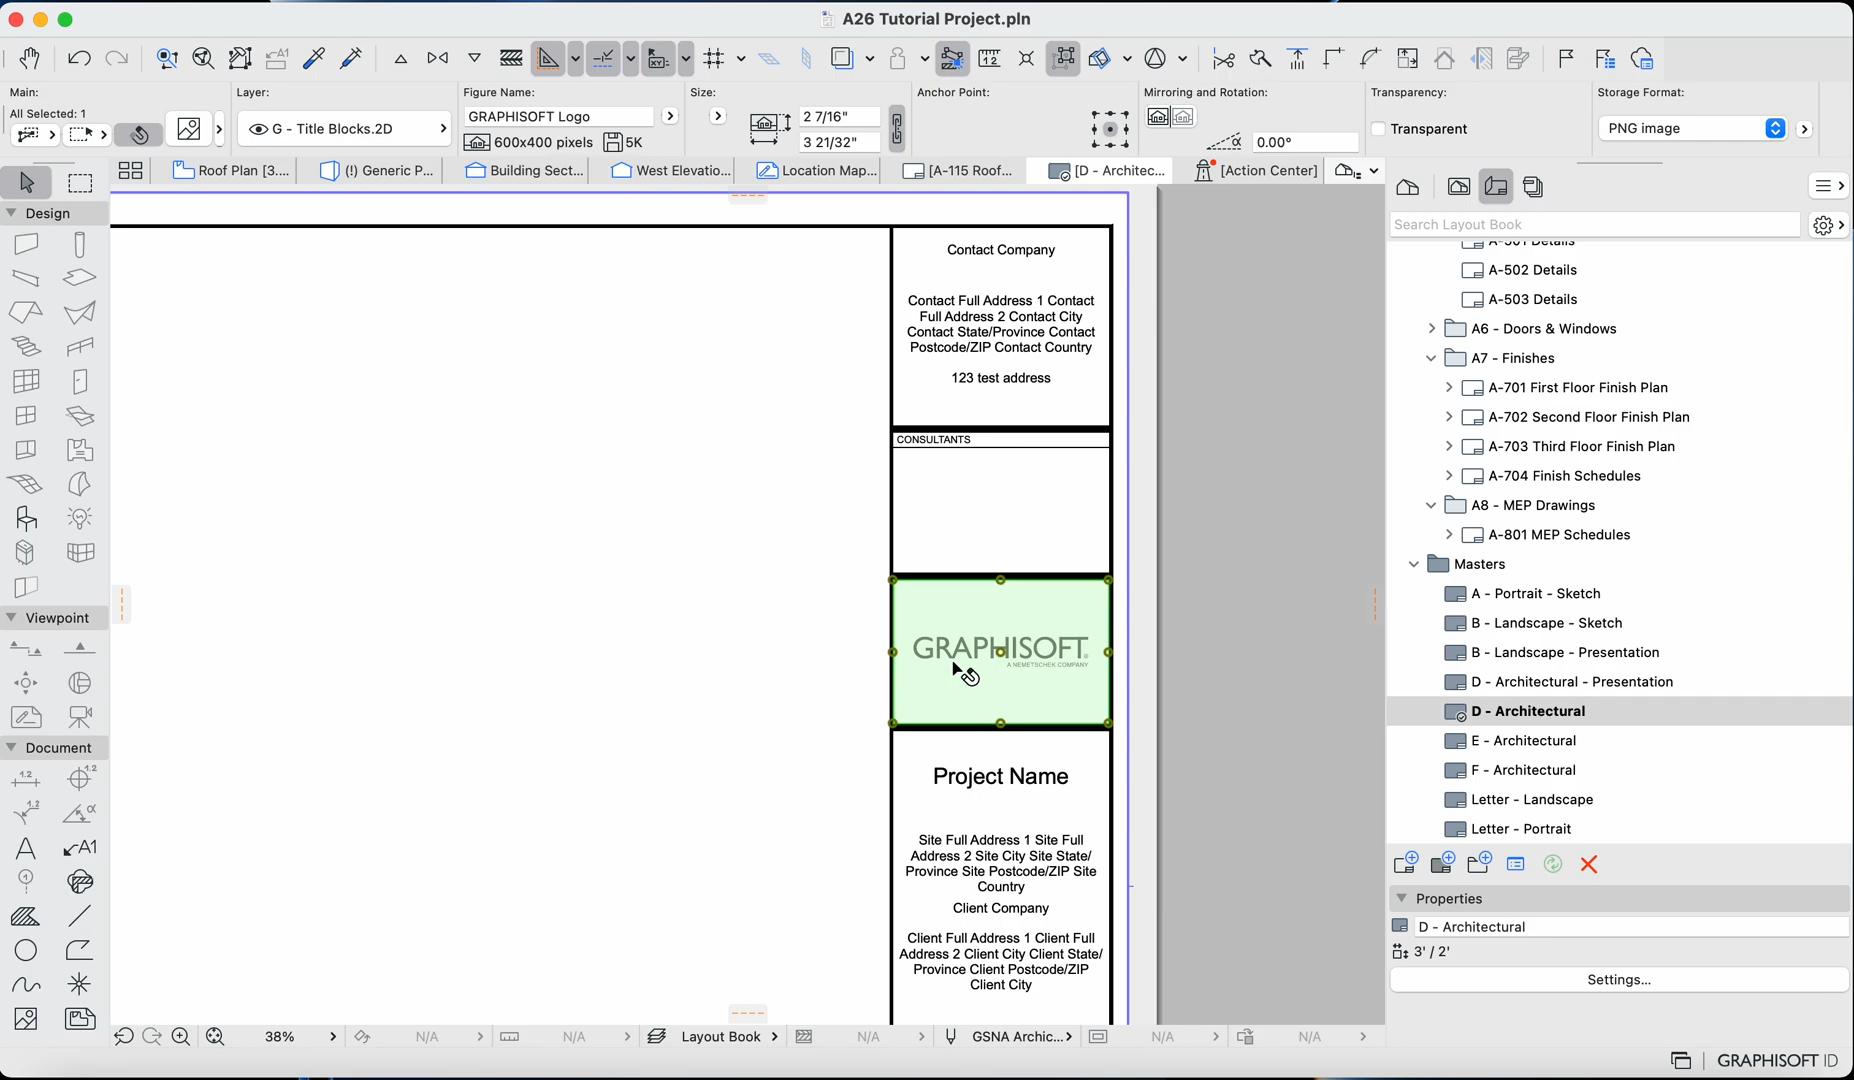 A26 Tutorial Project.pln
Main:
All Selected: 1
Layer:
G - Title Blocks.2D
Figure Name:
GRAPHISOFT Logo
600x400 pixels
5K
Size:
2 7/16"
3 21/32"
Anchor Point:
Mirroring and Rotation:
0.00°
Transparency:
Transparent
Storage Format:
PNG image
Roof Plan [3....
(!) Generic P...
Building Sect...
West Elevatio...
Location Map...
[A-115 Roof...
[D - Architec...
[Action Center]
Design
Viewpoint
Document
Contact Company
Contact Full Address 1 Contact
Full Address 2 Contact City
Contact State/Province Contact
Postcode/ZIP Contact Country
123 test address
CONSULTANTS
GRAPHISOFT
A NEMETSCHEK COMPANY
Project Name
Site Full Address 1 Site Full
Address 2 Site City Site State/
Province Site Postcode/ZIP Site
Country
Client Company
Client Full Address 1 Client Full
Address 2 Client City Client State/
Province Client Postcode/ZIP
Client City
Search Layout Book
A-501 Details
A-502 Details
A-503 Details
A6 - Doors & Windows
A7 - Finishes
A-701 First Floor Finish Plan
A-702 Second Floor Finish Plan
A-703 Third Floor Finish Plan
A-704 Finish Schedules
A8 - MEP Drawings
A-801 MEP Schedules
Masters
A - Portrait - Sketch
B - Landscape - Sketch
B - Landscape - Presentation
D - Architectural - Presentation
D - Architectural
E - Architectural
F - Architectural
Letter - Landscape
Letter - Portrait
Properties
D - Architectural
3' / 2'
Settings...
38%
N/A
N/A
Layout Book
N/A
GSNA Archic...
N/A
N/A
GRAPHISOFT ID